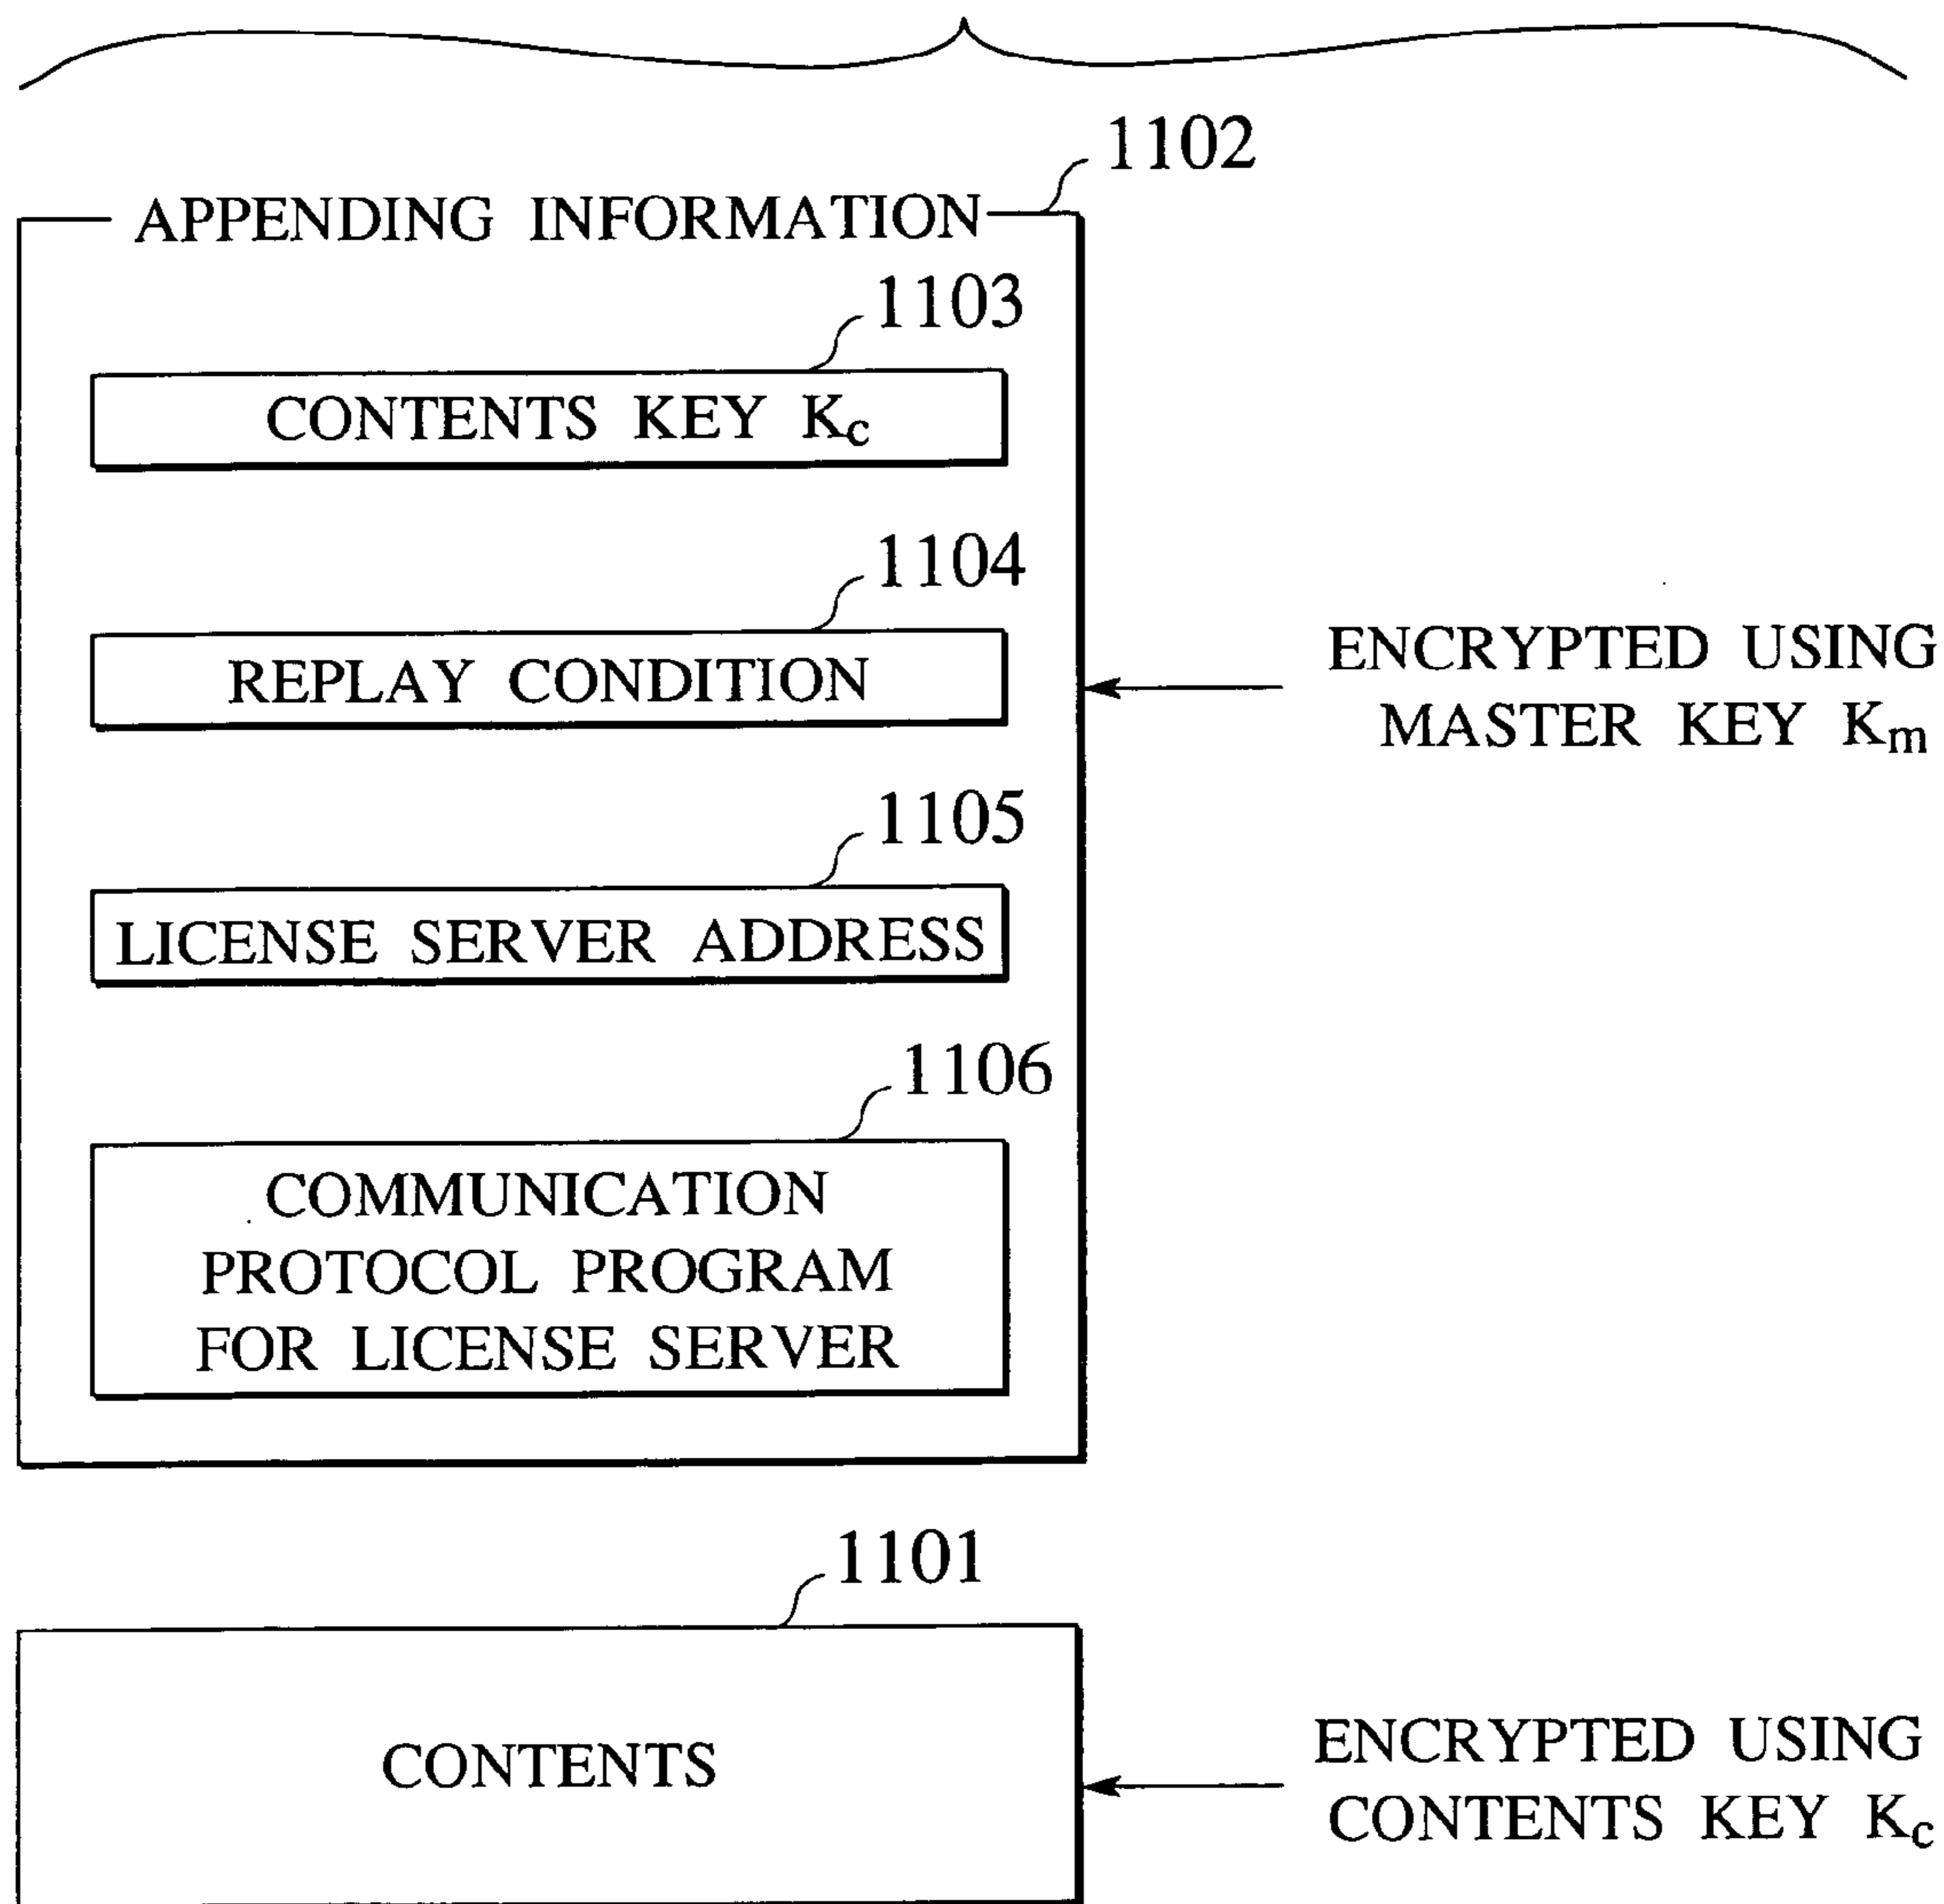 1102
APPENDING INFORMATION
1103
CONTENTS KEY Kc
1104
REPLAY CONDITION
ENCRYPTED USING
MASTER KEY Km
1105
LICENSE SERVER ADDRESS
1106
COMMUNICATION
PROTOCOL PROGRAM
FOR LICENSE SERVER
1101
CONTENTS
ENCRYPTED USING
CONTENTS KEY Kc